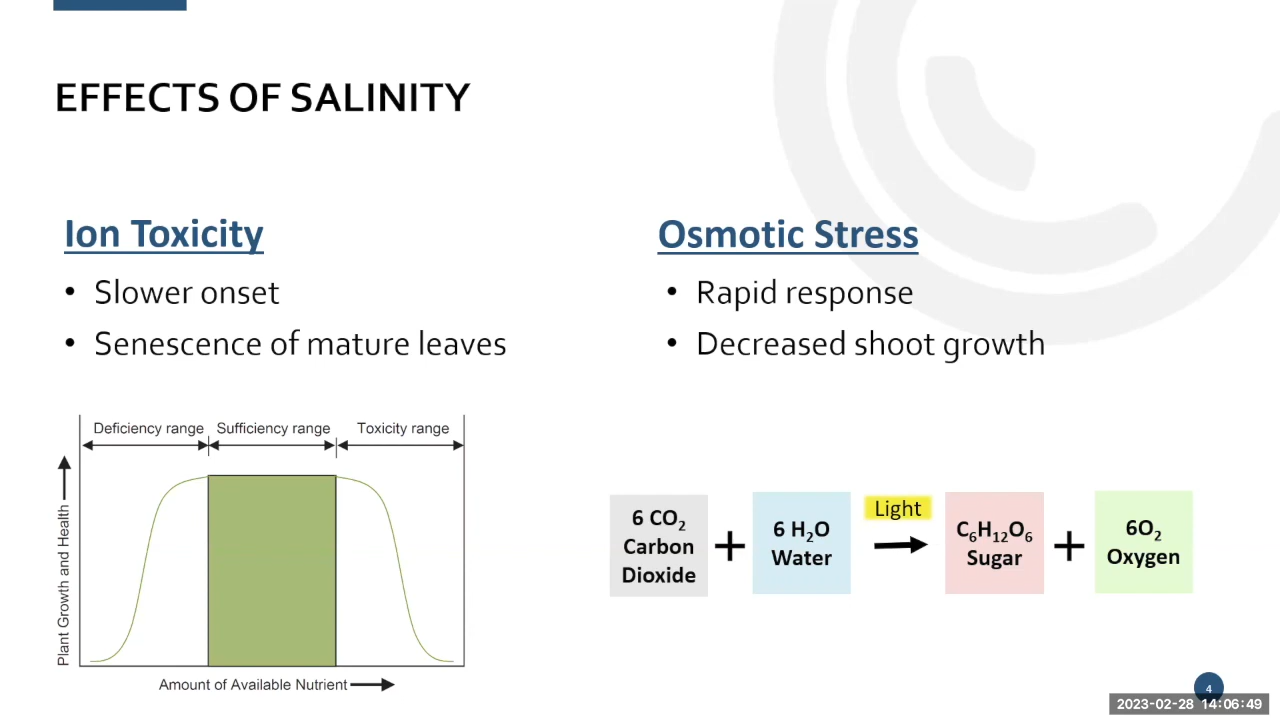 EFFECTS OF SALINITY
Ion Toxicity
• Slower onset
• Senescence of mature leaves
Osmotic Stress
• Rapid response
• Decreased shoot growth
Deficiency range
Sufficiency range
Toxicity range
Plant Growth and Health
Amount of Available Nutrient
6 CO₂
Carbon
Dioxide
+
6 H₂O
Water
Light
C₆H₁₂O₆
Sugar
+
6O₂
Oxygen
4
2023-02-28 14:06:49